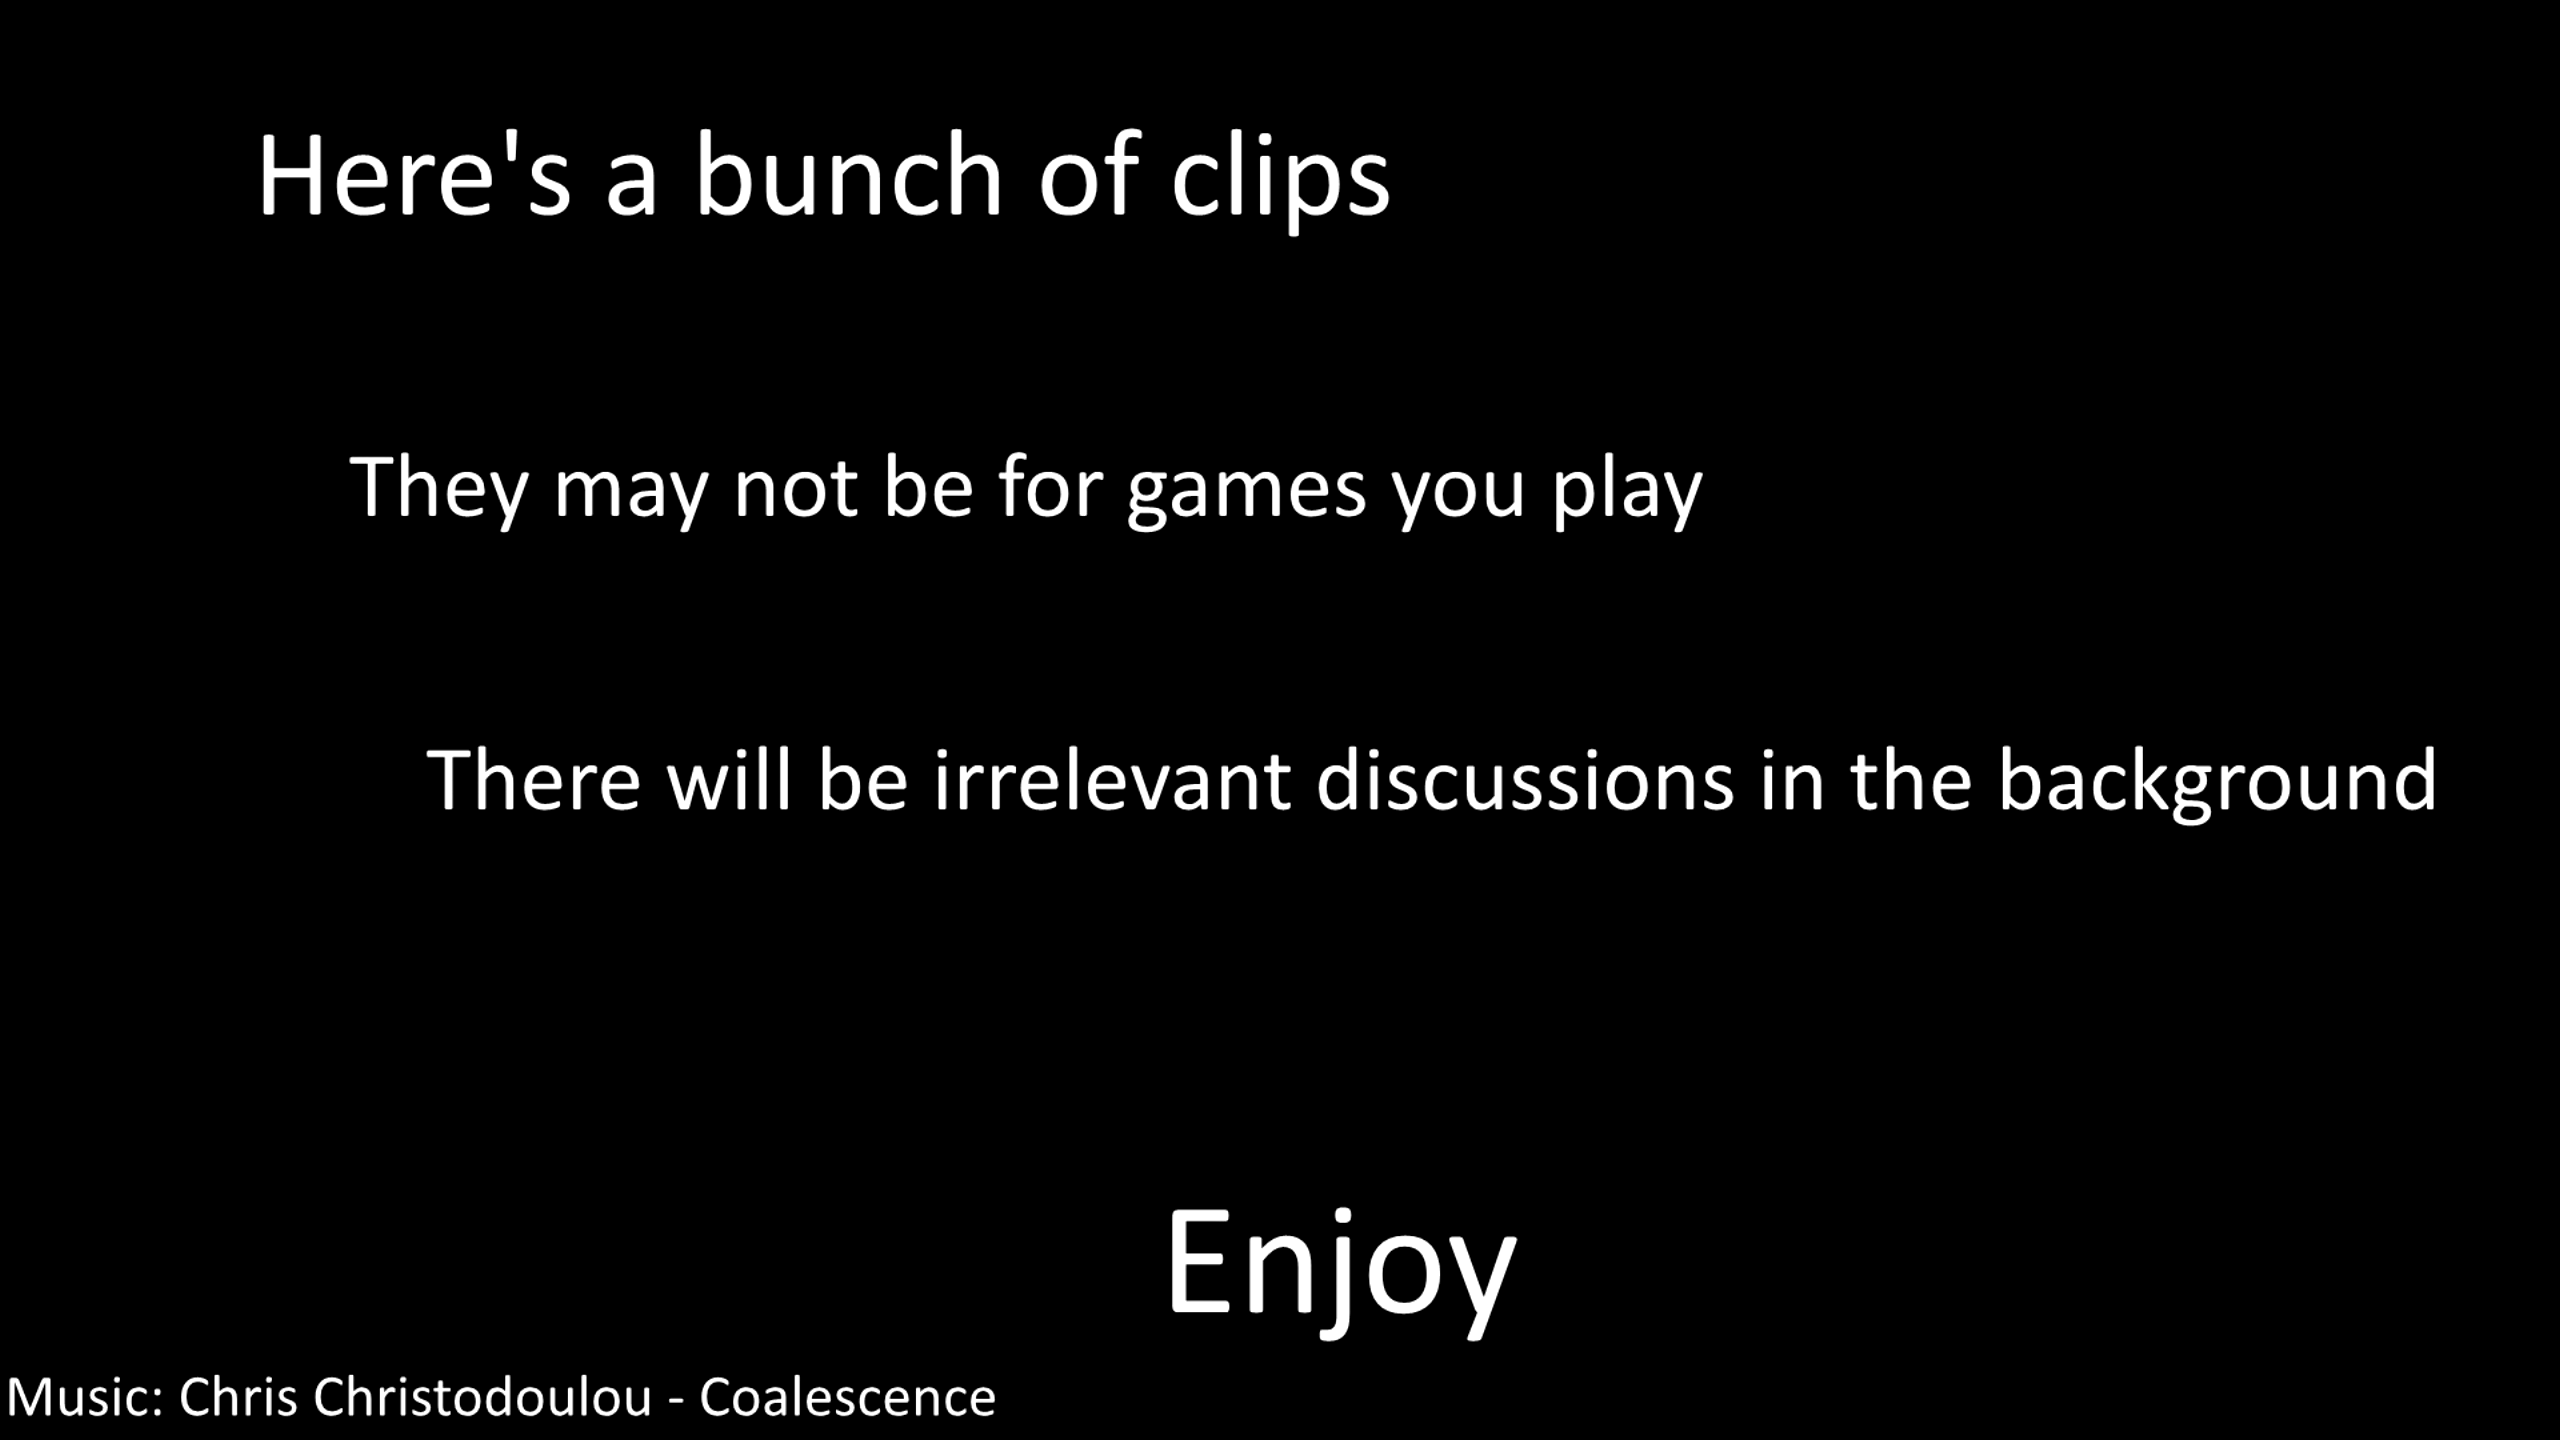 Here's a bunch of clips
They may not be for games you play
There will be irrelevant discussions in the background
Enjoy
Music: Chris Christodoulou - Coalescence